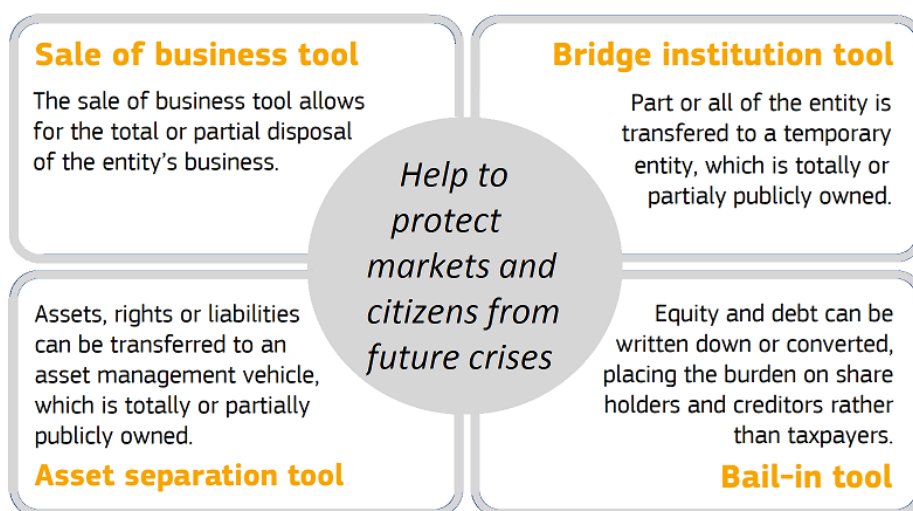 Sale of business tool
The sale of business tool allows
for the total or partial disposal
of the entity's business.
Bridge institution tool
Part or all of the entity is
transfered to a temporary
entity, which is totally or
partialy publicly owned.
Help to
protect
markets and
citizens from
future crises
Assets, rights or liabilities
can be transferred to an
asset management vehicle,
which is totally or partially
publicly owned.
Asset separation tool
Equity and debt can be
written down or converted,
placing the burden on share
holders and creditors rather
than taxpayers.
Bail-in tool